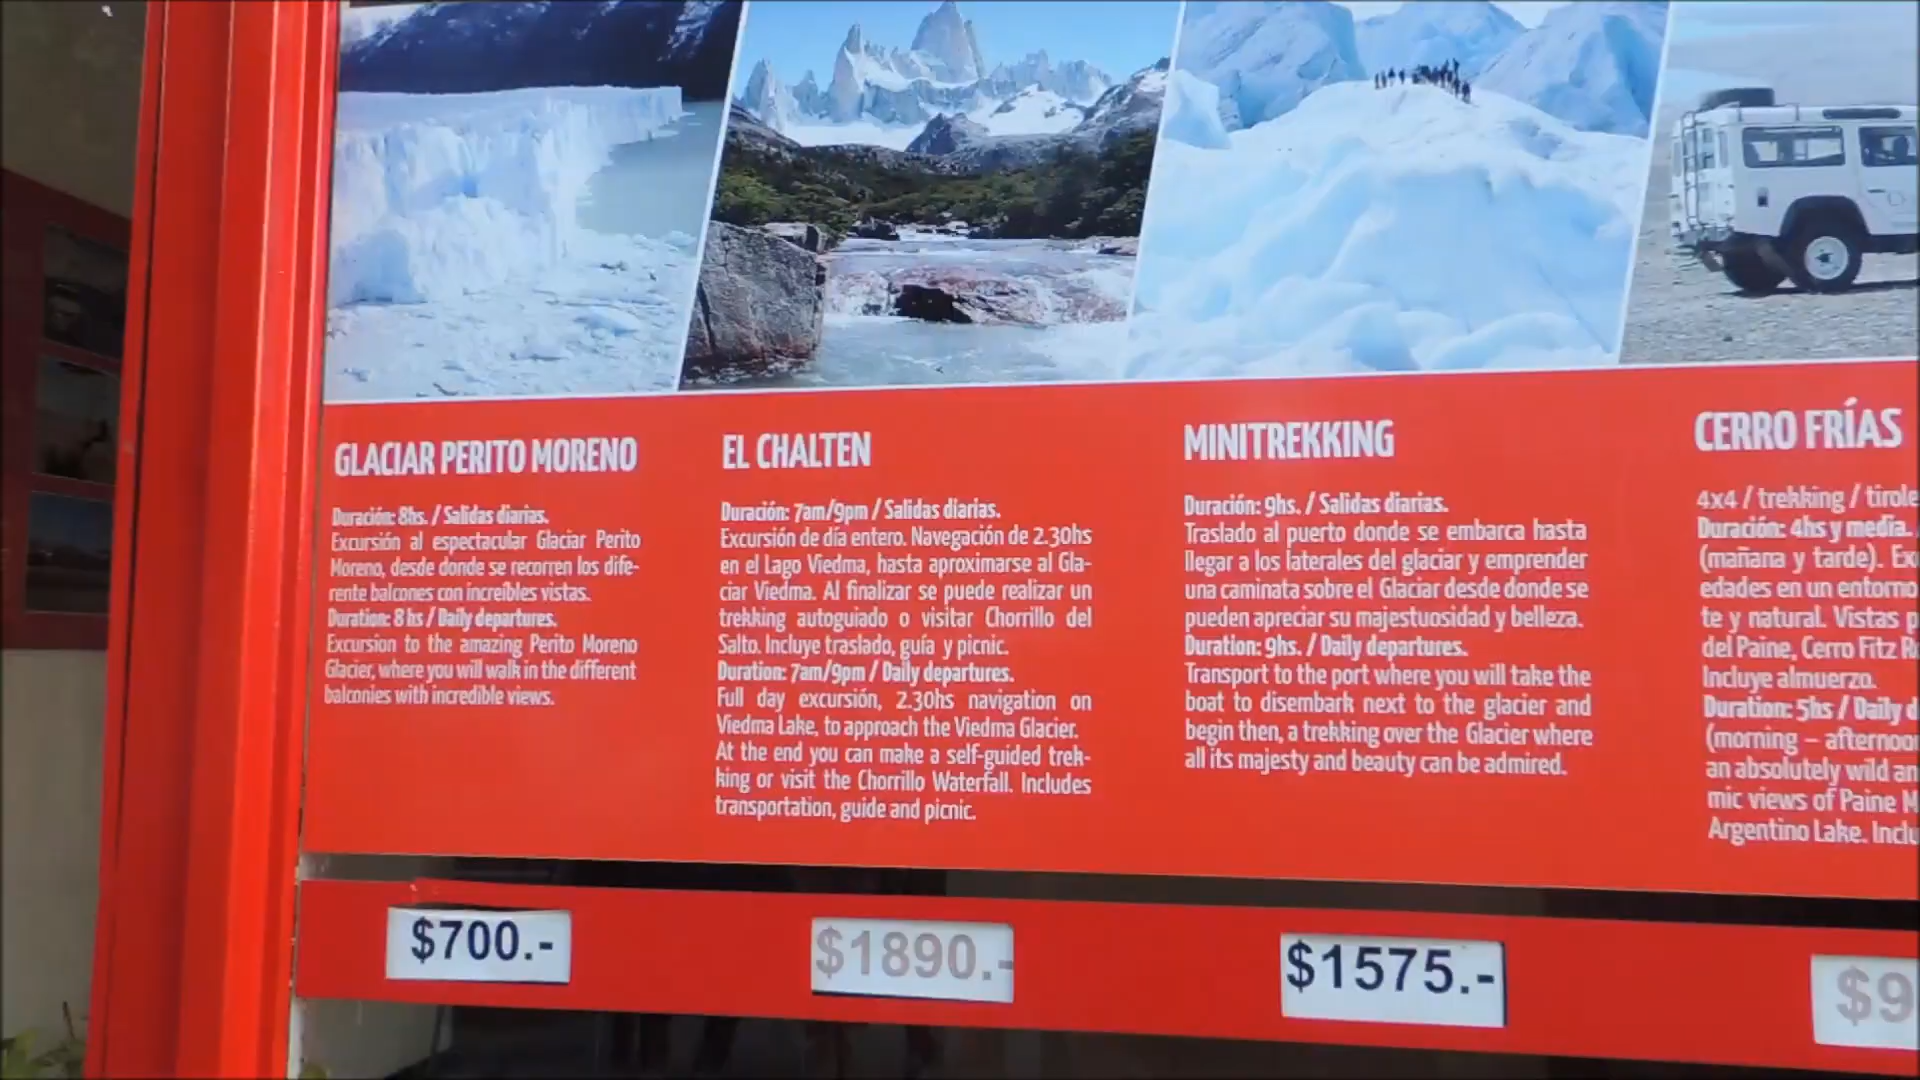 GLACIAR PERITO MORENO
Duración: 8hs. / Salidas diarias.
Excursión al espectacular Glaciar Perito
Moreno, desde donde se recorren los dife-
rente balcones con increíbles vistas.
Duration: 8 hs / Daily departures.
Excursion to the amazing Perito Moreno
Glacier, where you will walk in the different
balconies with incredible views.
$700.-
EL CHALTEN
Duración: 7am/9pm / Salidas diarias.
Excursión de día entero. Navegación de 2.30hs
en el Lago Viedma, hasta aproximarse al Gla-
ciar Viedma. Al finalizar se puede realizar un
trekking autoguiado o visitar Chorrillo del
Salto. Incluye traslado, guía y picnic.
Duration: 7am/9pm / Daily departures.
Full day excursión, 2.30hs navigation on
Viedma Lake, to approach the Viedma Glacier.
At the end you can make a self-guided trek-
king or visit the Chorrillo Waterfall. Includes
transportation, guide and picnic.
$1890.-
MINITREKKING
Duración: 9hs. / Salidas diarias.
Traslado al puerto donde se embarca hasta
llegar a los laterales del glaciar y emprender
una caminata sobre el Glaciar desde donde se
pueden apreciar su majestuosidad y belleza.
Duration: 9hs. / Daily departures.
Transport to the port where you will take the
boat to disembark next to the glacier and
begin then, a trekking over the Glacier where
all its majesty and beauty can be admired.
$1575.-
CERRO FRÍAS
4x4 / trekking / tirole
Duración: 4hs y media.
(mañana y tarde). Ex
edades en un entorno
te y natural. Vistas p
del Paine, Cerro Fitz R
Incluye almuerzo.
Duration: 5hs / Daily d
(morning – afternoon
an absolutely wild an
mic views of Paine M
Argentino Lake. Inclu
$9